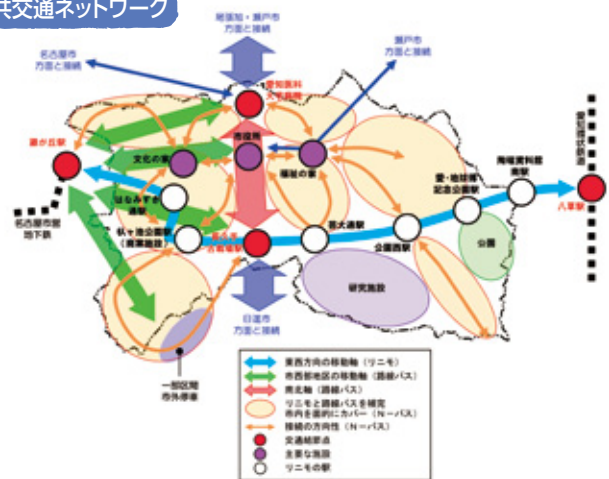 共交通ネットワーク
尾張旭・瀬戸市
方面と接続
名古屋市
方面と接続
瀬戸市
方面と接続
愛知医科
大学病院
藤が丘駅
文化の家
市役所
福祉の家
はなみずき
通駅
杁ヶ池公園駅
(商業施設)
長久手
古戦場駅
芸大通駅
公園西駅
愛・地球博
記念公園駅
陶磁資料館
南駅
八草駅
愛知環状鉄道
名古屋市営
地下鉄
公園
研究施設
日進市
方面と接続
一部区間
市外停車
東西方向の移動軸(リニモ)
市西部地区の移動軸(路線バス)
南北軸(路線バス)
リニモと路線バスを補完
市内を面的にカバー(N-バス)
接続の方向性(N-バス)
交通結節点
主要な施設
リニモの駅